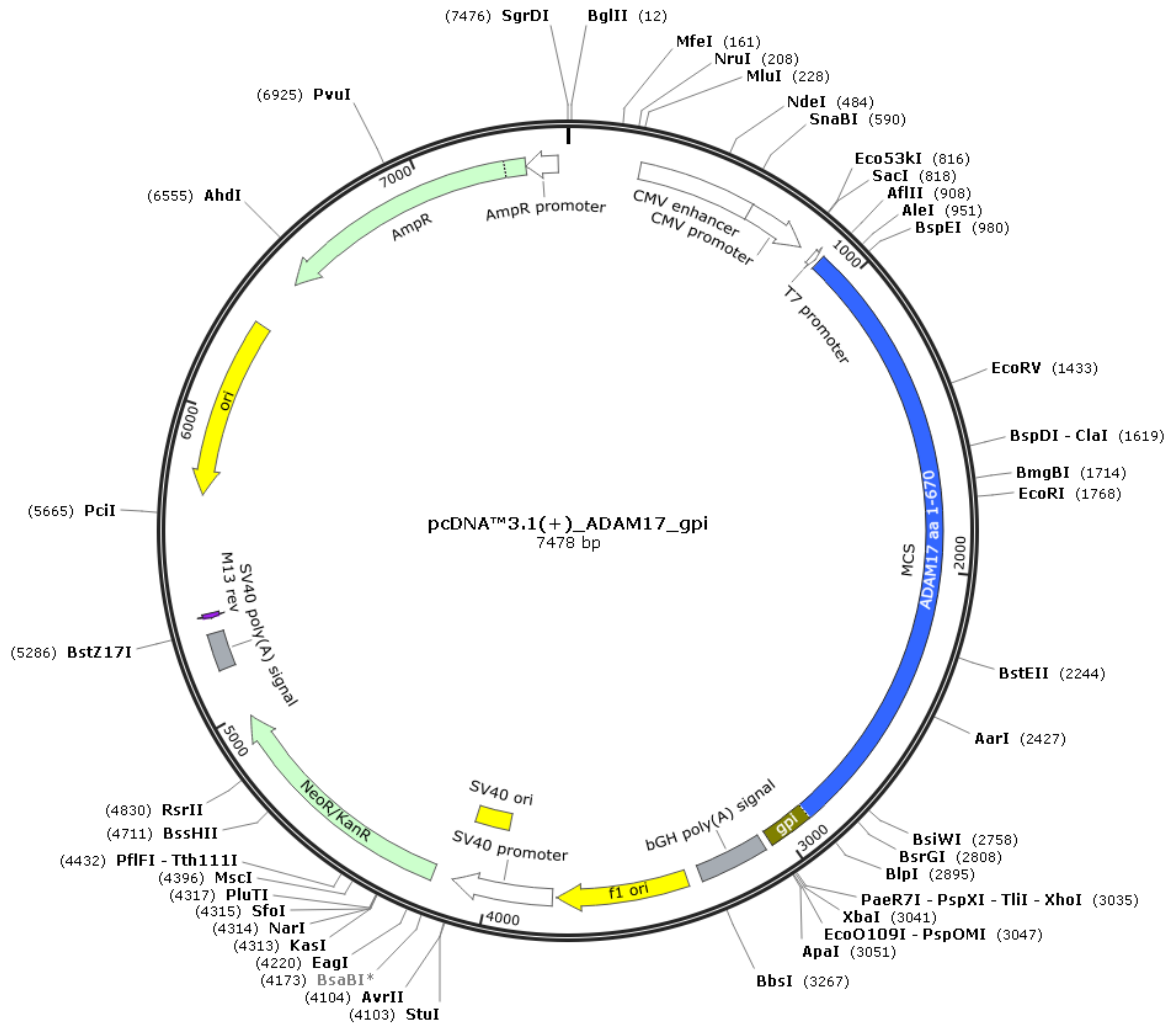 (7476) SgrDI
BglII (12)
MfeI (161)
NruI (208)
MluI (228)
NdeI (484)
SnaBI (590)
Eco53kI (816)
SacI (818)
AflII (908)
AleI (951)
BspEI (980)
EcoRV (1433)
BspDI - ClaI (1619)
BmgBI (1714)
EcoRI (1768)
BstEII (2244)
AarI (2427)
BsiWI (2758)
BsrGI (2808)
BlpI (2895)
PaeR7I - PspXI - TliI - XhoI (3035)
XbaI (3041)
EcoO109I - PspOMI (3047)
ApaI (3051)
BbsI (3267)
(4103) StuI
(4104) AvrII
(4173) BsaBI*
(4220) EagI
(4313) KasI
(4314) NarI
(4315) SfoI
(4317) PluTI
(4396) MscI
(4432) PflFI - Tth111I
(4711) BssHII
(4830) RsrII
(5286) BstZ17I
(5665) PciI
(6555) AhdI
(6925) PvuI
1000
2000
3000
4000
5000
6000
7000
CMV enhancer
CMV promoter
T7 promoter
ADAM17 aa 1-670
MCS
gpi
bGH poly(A) signal
f1 ori
SV40 ori
SV40 promoter
NeoR/KanR
SV40 poly(A) signal
M13 rev
ori
AmpR
AmpR promoter
pcDNA™3.1(+)_ADAM17_gpi
7478 bp